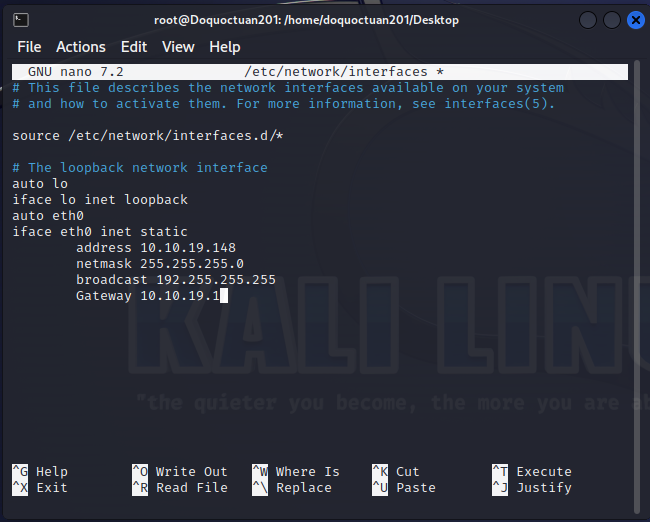 root@Doquoctuan201: /home/doquoctuan201/Desktop
File Actions Edit View Help
GNU nano 7.2 /etc/network/interfaces *
# This file describes the network interfaces available on your system
# and how to activate them. For more information, see interfaces(5).
source /etc/network/interfaces.d/*
# The loopback network interface
auto lo
iface lo inet loopback
auto eth0
iface eth0 inet static
address 10.10.19.148
netmask 255.255.255.0
broadcast 192.255.255.255
Gateway 10.10.19.1
KALI LINU
"the quieter you become, the more you are at
^G Help ^O Write Out ^W Where Is ^K Cut ^T Execute
^X Exit ^R Read File ^\ Replace ^U Paste ^J Justify